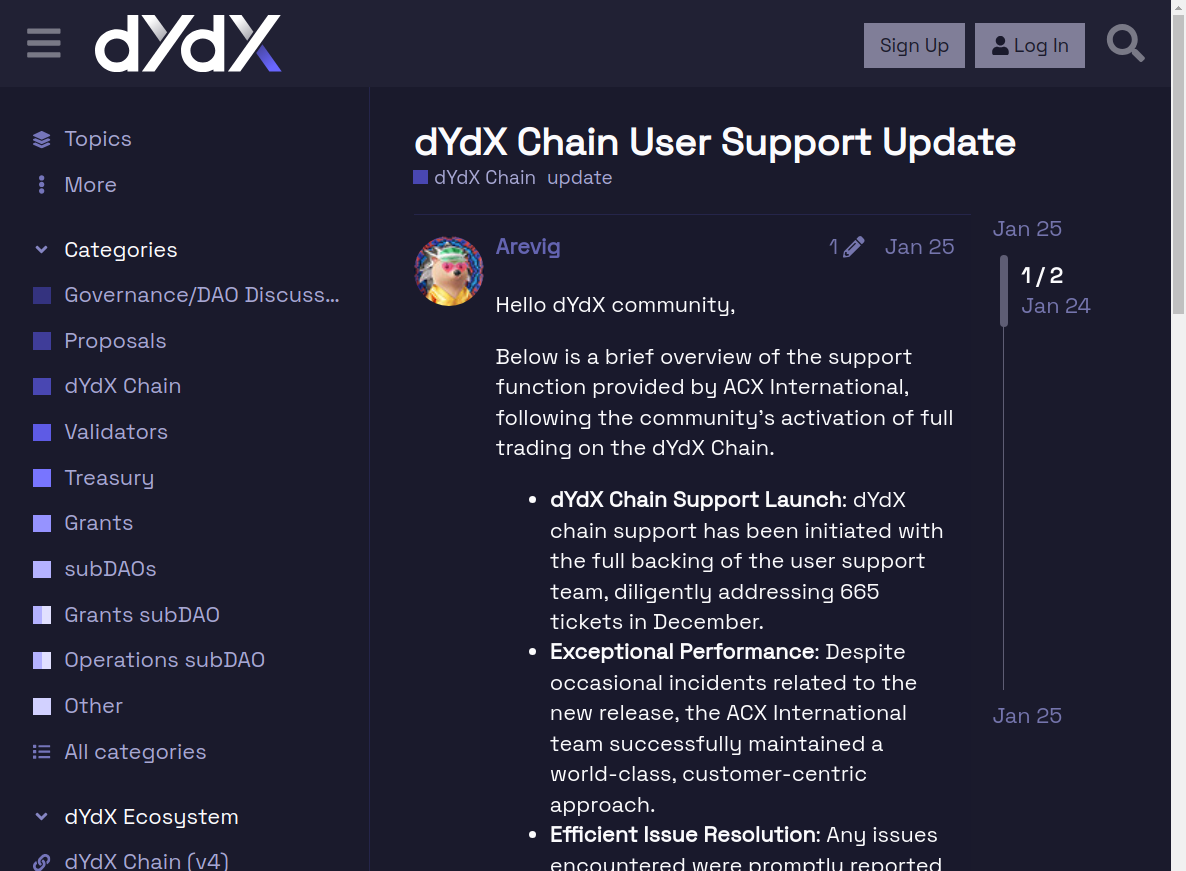 dYdX
Sign Up
Log In
Topics
More
Categories
Governance/DAO Discuss...
Proposals
dYdX Chain
Validators
Treasury
Grants
subDAOs
Grants subDAO
Operations subDAO
Other
All categories
dYdX Ecosystem
dYdX Chain (v4)
dYdX Chain User Support Update
dYdX Chain update
Arevig
1
Jan 25
Hello dYdX community,
Below is a brief overview of the support
function provided by ACX International,
following the community's activation of full
trading on the dYdX Chain.
• dYdX Chain Support Launch: dYdX
chain support has been initiated with
the full backing of the user support
team, diligently addressing 665
tickets in December.
• Exceptional Performance: Despite
occasional incidents related to the
new release, the ACX International
team successfully maintained a
world-class, customer-centric
approach.
• Efficient Issue Resolution: Any issues
encountered were promptly reported
Jan 25
1 / 2
Jan 24
Jan 25